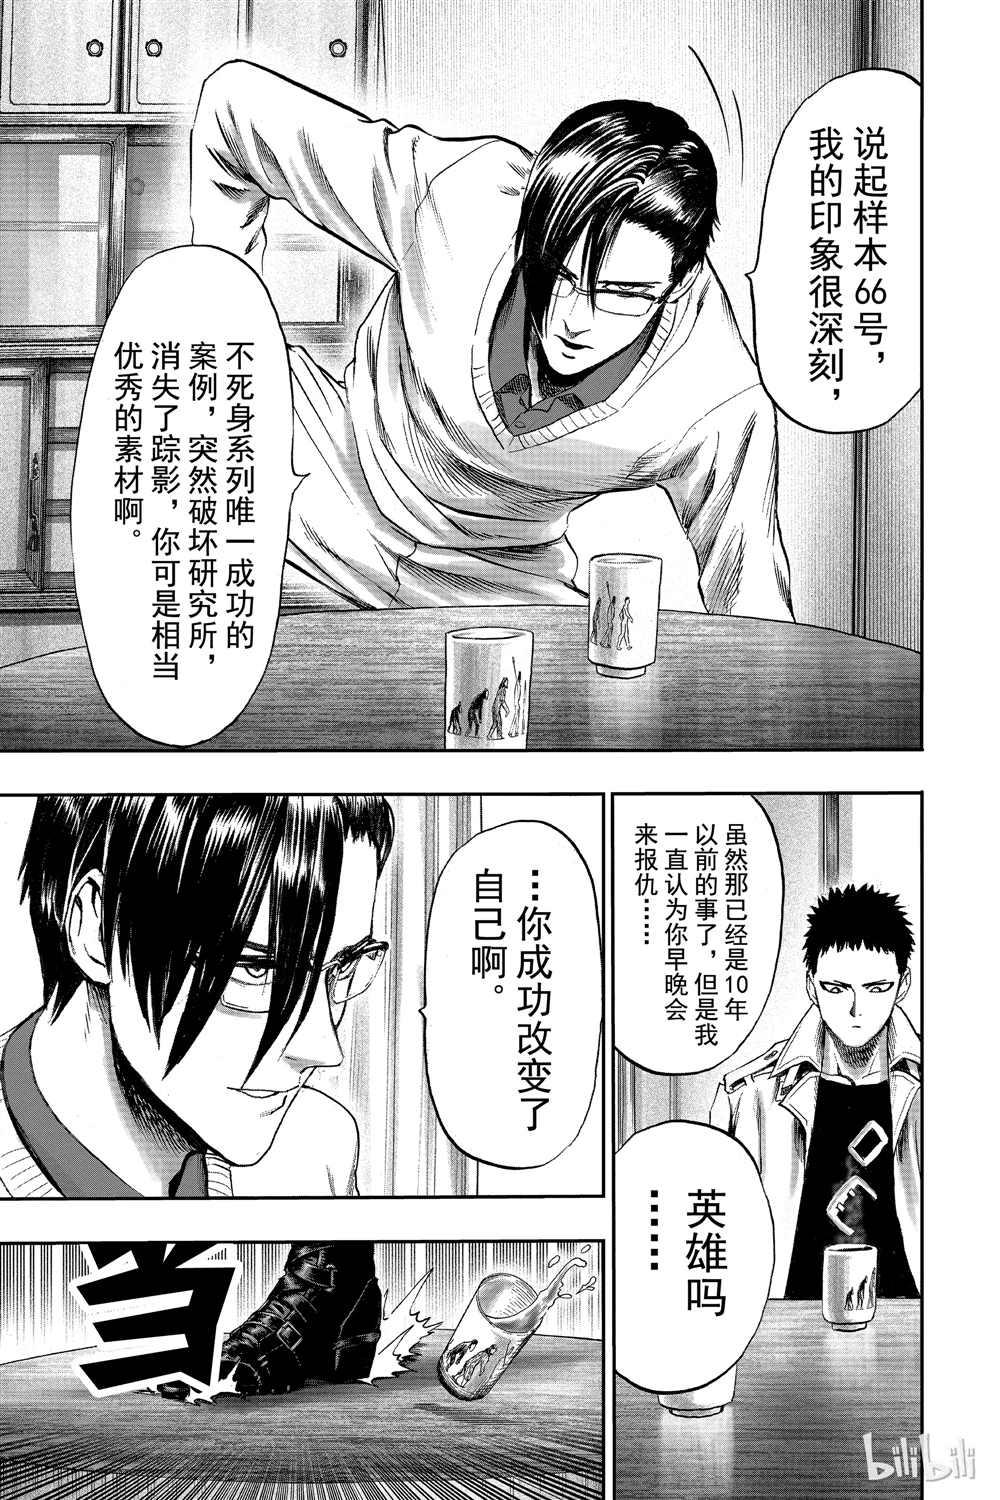 说起样本66号，
我的印象很深刻，
不死身系列唯一成功的
案例，突然破坏研究所，
消失了踪影，你可是相当
优秀的素材啊。
虽然那已经是10年
以前的事了，但是我
一直认为你早晚会
来报仇……
英雄吗
……
…你成功改变了
自己啊。
当
bilibili